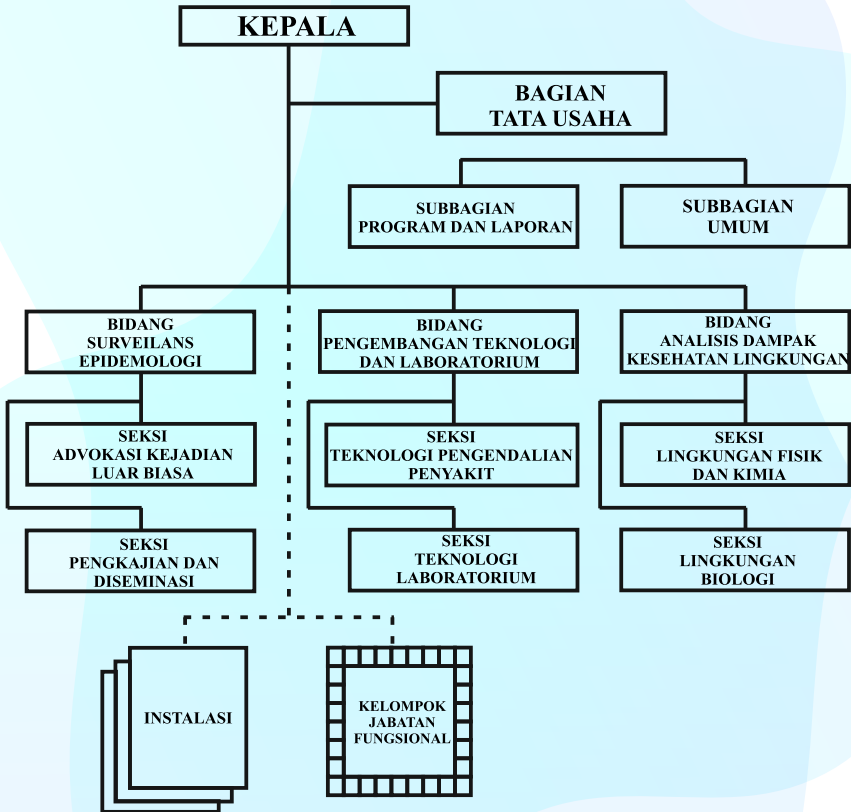 KEPALA
BAGIAN
TATA USAHA
SUBBAGIAN
PROGRAM DAN LAPORAN
SUBBAGIAN
UMUM
BIDANG
SURVEILANS
EPIDEMOLOGI
BIDANG
PENGEMBANGAN TEKNOLOGI
DAN LABORATORIUM
BIDANG
ANALISIS DAMPAK
KESEHATAN LINGKUNGAN
SEKSI
ADVOKASI KEJADIAN
LUAR BIASA
SEKSI
TEKNOLOGI PENGENDALIAN
PENYAKIT
SEKSI
LINGKUNGAN FISIK
DAN KIMIA
SEKSI
PENGKAJIAN DAN
DISEMINASI
SEKSI
TEKNOLOGI
LABORATORIUM
SEKSI
LINGKUNGAN
BIOLOGI
INSTALASI
KELOMPOK
JABATAN
FUNGSIONAL